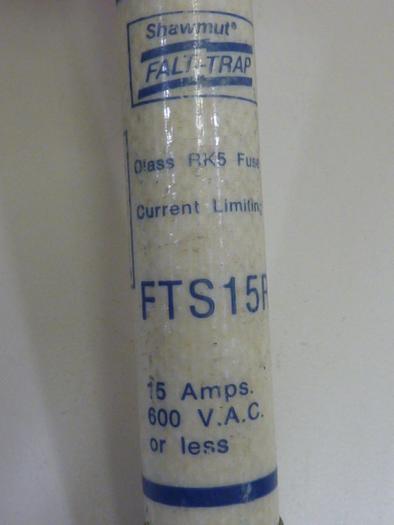 Shawmut®
FALT-TRAP
Class RK5 Fuse
Current Limiting
FTS15R
15 Amps.
600 V.A.C.
or less